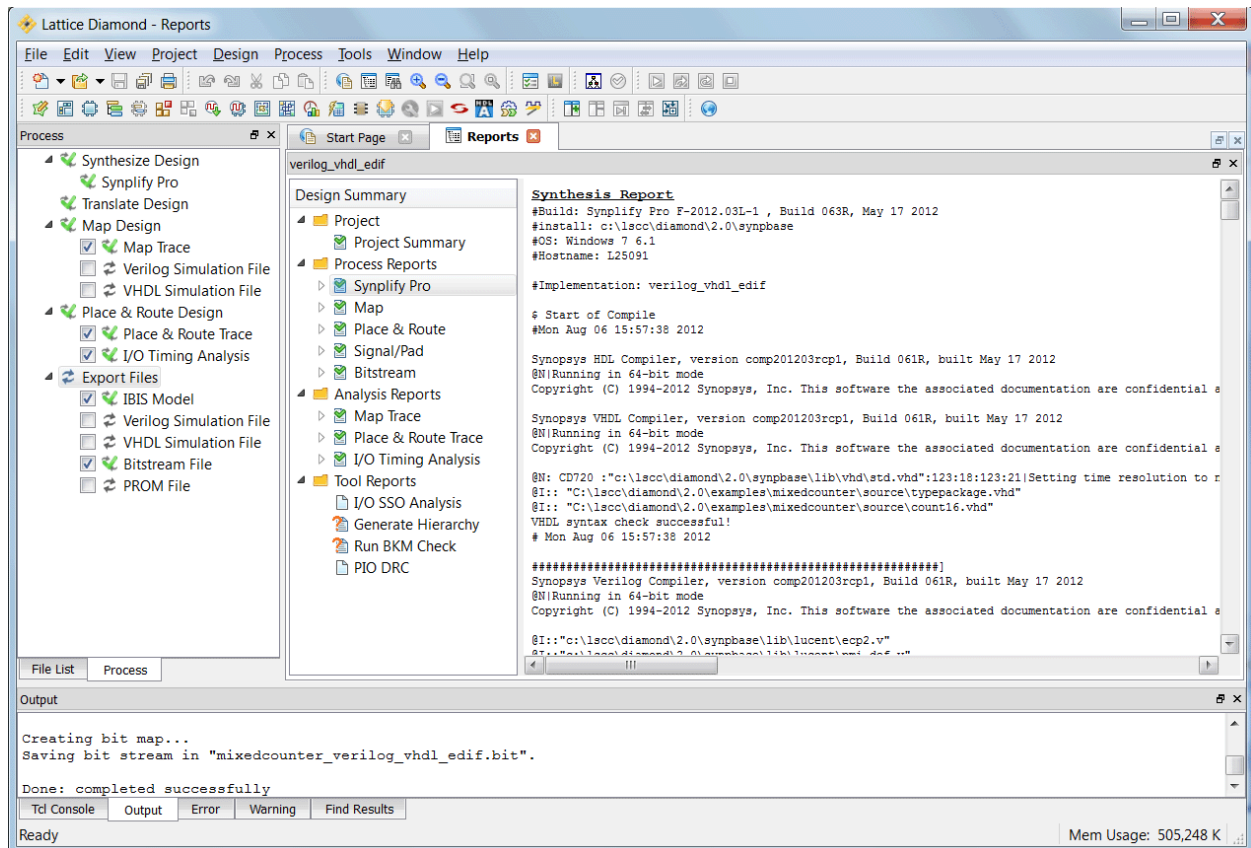 Lattice Diamond - Reports
File Edit View Project Design Process Tools Window Help
Process
Start Page
Reports
verilog_vhdl_edif
Synthesize Design
Synplify Pro
Translate Design
Map Design
Map Trace
Verilog Simulation File
VHDL Simulation File
Place & Route Design
Place & Route Trace
I/O Timing Analysis
Export Files
IBIS Model
Verilog Simulation File
VHDL Simulation File
Bitstream File
PROM File
File List
Process
Design Summary
Project
Project Summary
Process Reports
Synplify Pro
Map
Place & Route
Signal/Pad
Bitstream
Analysis Reports
Map Trace
Place & Route Trace
I/O Timing Analysis
Tool Reports
I/O SSO Analysis
Generate Hierarchy
Run BKM Check
PIO DRC
Synthesis Report
#Build: Synplify Pro F-2012.03L-1 , Build 063R, May 17 2012
#install: c:\lscc\diamond\2.0\synpbase
#OS: Windows 7 6.1
#Hostname: L25091
#Implementation: verilog_vhdl_edif
$ Start of Compile
#Mon Aug 06 15:57:38 2012
Synopsys HDL Compiler, version comp201203rcp1, Build 061R, built May 17 2012
@N|Running in 64-bit mode
Copyright (C) 1994-2012 Synopsys, Inc. This software the associated documentation are confidential a
Synopsys VHDL Compiler, version comp201203rcp1, Build 061R, built May 17 2012
@N|Running in 64-bit mode
Copyright (C) 1994-2012 Synopsys, Inc. This software the associated documentation are confidential a
@N: CD720 :"c:\lscc\diamond\2.0\synpbase\lib\vhd\std.vhd":123:18:123:21|Setting time resolution to
@I:: "C:\lscc\diamond\2.0\examples\mixedcounter\source\typepackage.vhd"
@I:: "C:\lscc\diamond\2.0\examples\mixedcounter\source\count16.vhd"
VHDL syntax check successful!
# Mon Aug 06 15:57:38 2012
###########################################################]
Synopsys Verilog Compiler, version comp201203rcp1, Build 061R, built May 17 2012
@N|Running in 64-bit mode
Copyright (C) 1994-2012 Synopsys, Inc. This software the associated documentation are confidential a
@I::"c:\lscc\diamond\2.0\synpbase\lib\lucent\ecp2.v"
@I::"c:\lscc\diamond\2.0\synpbase\lib\lucent\pmi_def.v"
Output
Creating bit map...
Saving bit stream in "mixedcounter_verilog_vhdl_edif.bit".
Done: completed successfully
Tcl Console
Output
Error
Warning
Find Results
Ready
Mem Usage: 505,248 K